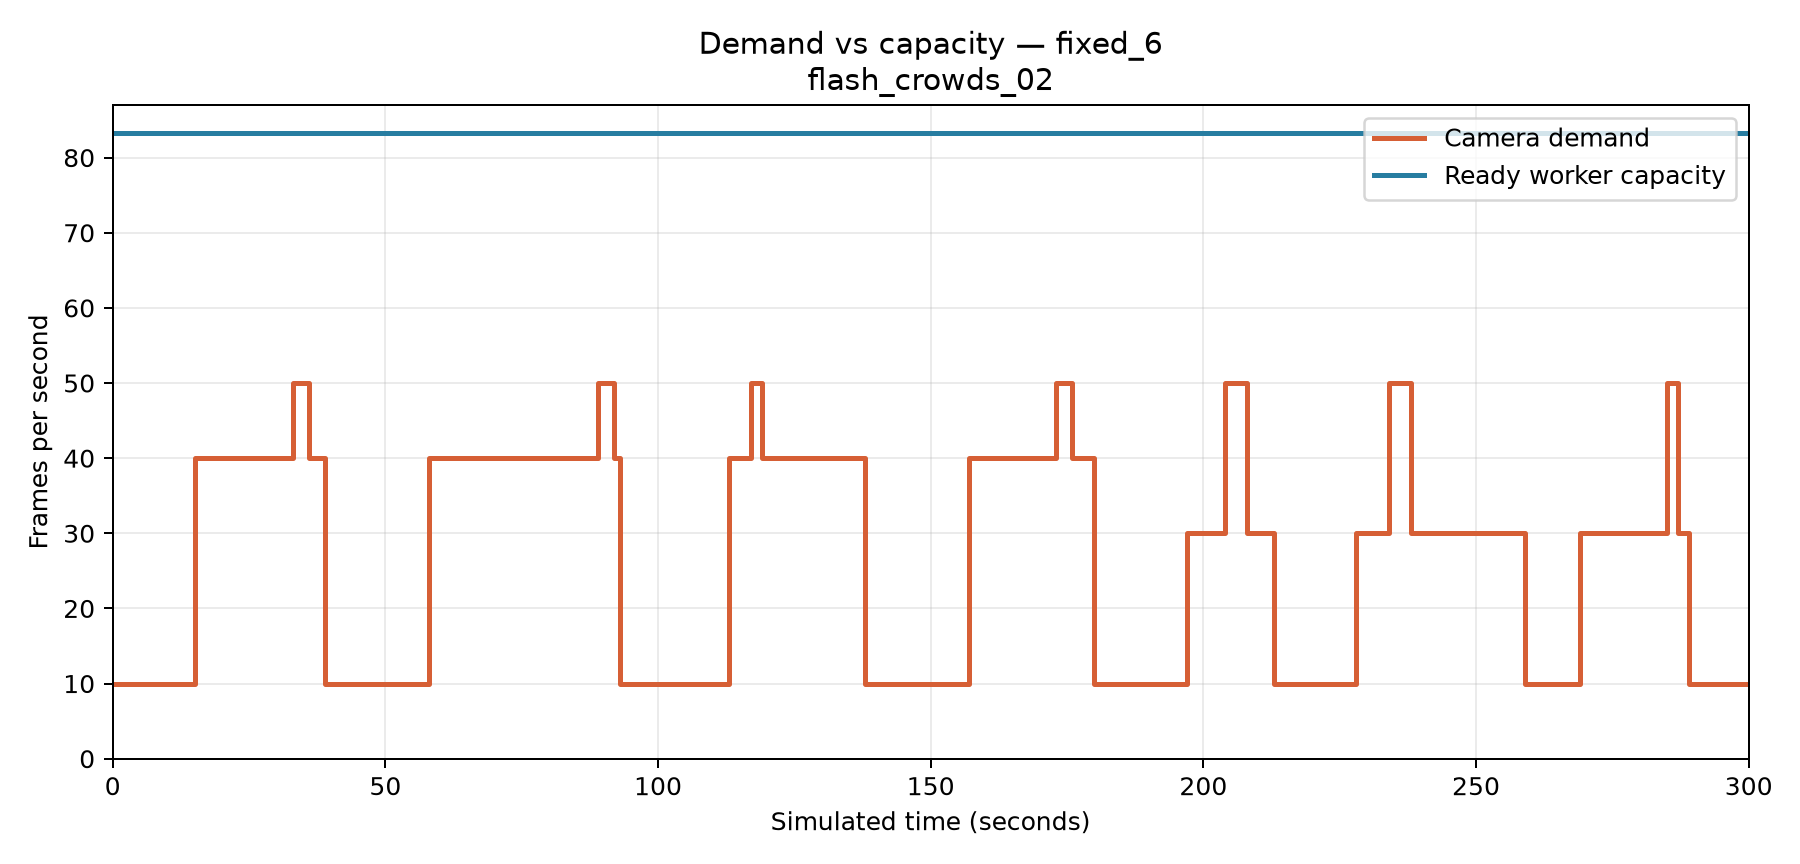 Demand vs capacity — fixed_6
flash_crowds_02
Camera demand
Ready worker capacity
Frames per second
80
70
60
50
40
30
20
10
0
0 50 100 150 200 250 300
Simulated time (seconds)